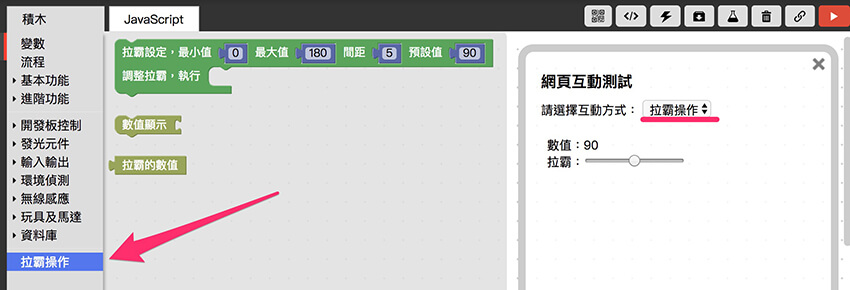 積木
JavaScript
變數
流程
基本功能
進階功能
開發板控制
發光元件
輸入輸出
環境偵測
無線感應
玩具及馬達
資料庫
拉霸操作
拉霸設定，最小值 0 最大值 180 間距 5 預設值 90
調整拉霸，執行
數值顯示
拉霸的數值
網頁互動測試
請選擇互動方式： 拉霸操作
數值：90
拉霸：